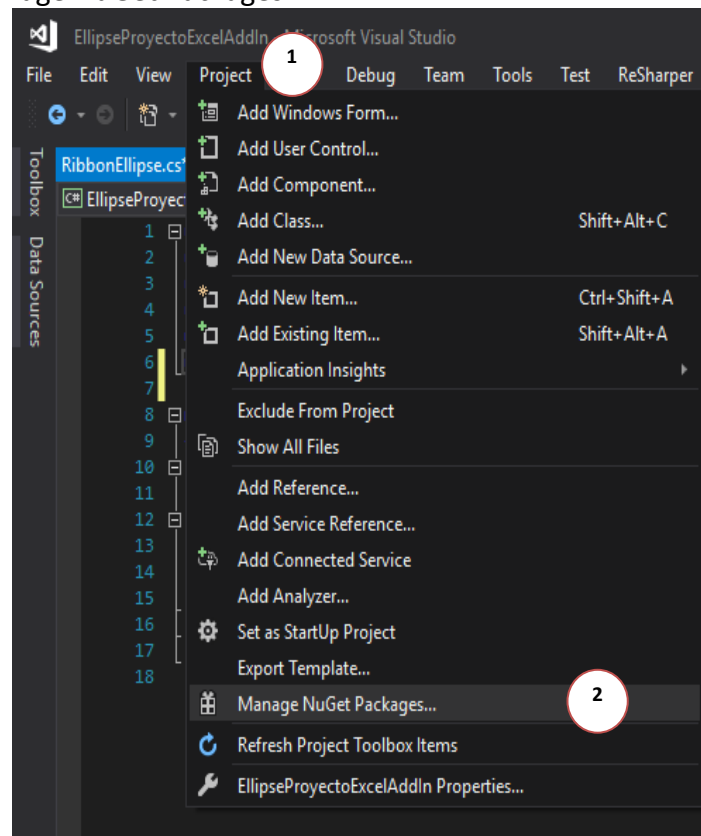 EllipseProyectoExcelAddIn - Microsoft Visual Studio
File Edit View Project 1 Debug Team Tools Test ReSharper
Toolbox
Data Sources
RibbonEllipse.cs*
C# EllipseProyec
1
2
3
4
5
6
7
8
9
10
11
12
13
14
15
16
17
18
Add Windows Form...
Add User Control...
Add Component...
Add Class... Shift+Alt+C
Add New Data Source...
Add New Item... Ctrl+Shift+A
Add Existing Item... Shift+Alt+A
Application Insights
Exclude From Project
Show All Files
Add Reference...
Add Service Reference...
Add Connected Service
Add Analyzer...
Set as StartUp Project
Export Template...
Manage NuGet Packages... 2
Refresh Project Toolbox Items
EllipseProyectoExcelAddIn Properties...